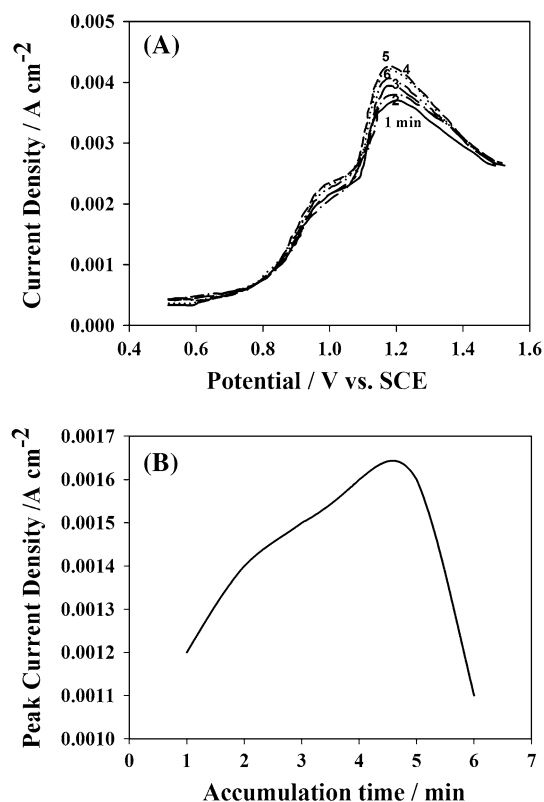 (A)
Current Density / A cm-2
0.005
0.004
0.003
0.002
0.001
0.000
5
4
6
3
2
1 min
0.4 0.6 0.8 1.0 1.2 1.4 1.6
Potential / V vs. SCE
(B)
Peak Current Density /A cm-2
0.0017
0.0016
0.0015
0.0014
0.0013
0.0012
0.0011
0.0010
0 1 2 3 4 5 6 7
Accumulation time / min